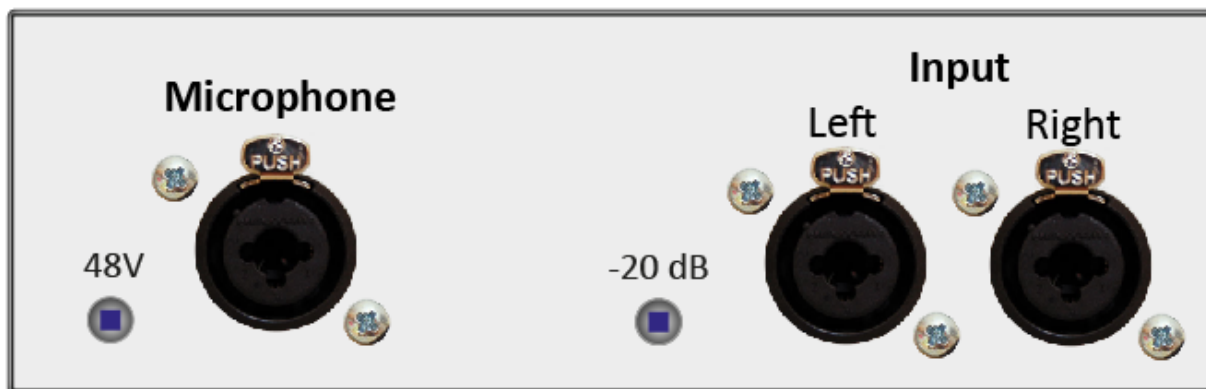 Microphone
PUSH
48V
Input
Left
Right
PUSH
PUSH
-20 dB